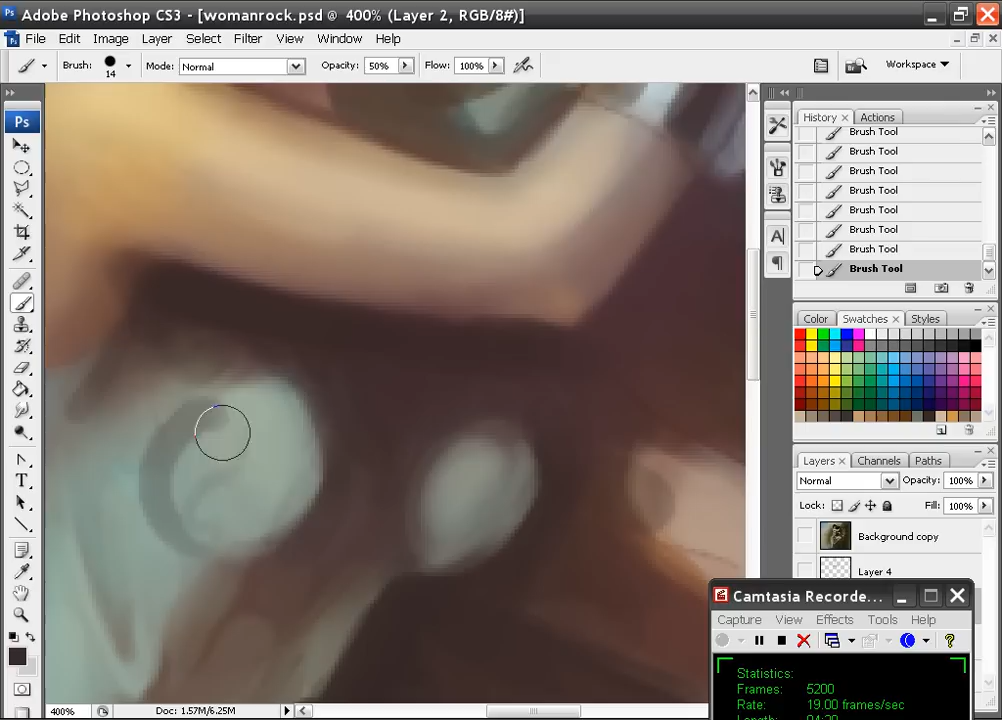 Adobe Photoshop CS3 - [womanrock.psd @ 400% (Layer 2, RGB/8#)]
File Edit Image Layer Select Filter View Window Help
Brush: 14 Mode: Normal Opacity: 50% Flow: 100% Workspace
Ps
History Actions
Brush Tool
Brush Tool
Brush Tool
Brush Tool
Brush Tool
Brush Tool
Brush Tool
Brush Tool
Color Swatches Styles
Layers Channels Paths
Normal Opacity: 100%
Lock: Fill: 100%
Background copy
Layer 4
Camtasia Recorde...
Capture View Effects Tools Help
Statistics:
Frames: 5200
Rate: 19.00 frames/sec
400% Doc: 1.57M/6.25M